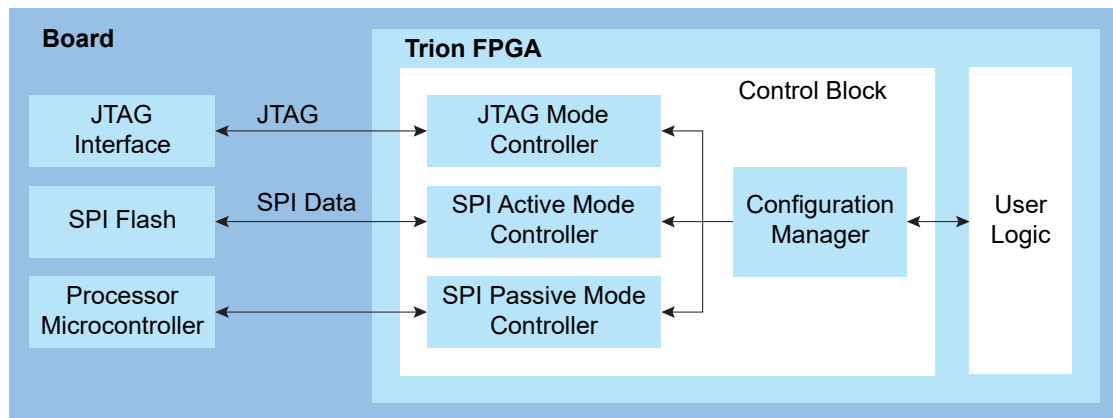 Board
Trion FPGA
Control Block
JTAG
Interface
JTAG
JTAG Mode
Controller
SPI Flash
SPI Data
SPI Active Mode
Controller
Configuration
Manager
User
Logic
Processor
Microcontroller
SPI Passive Mode
Controller